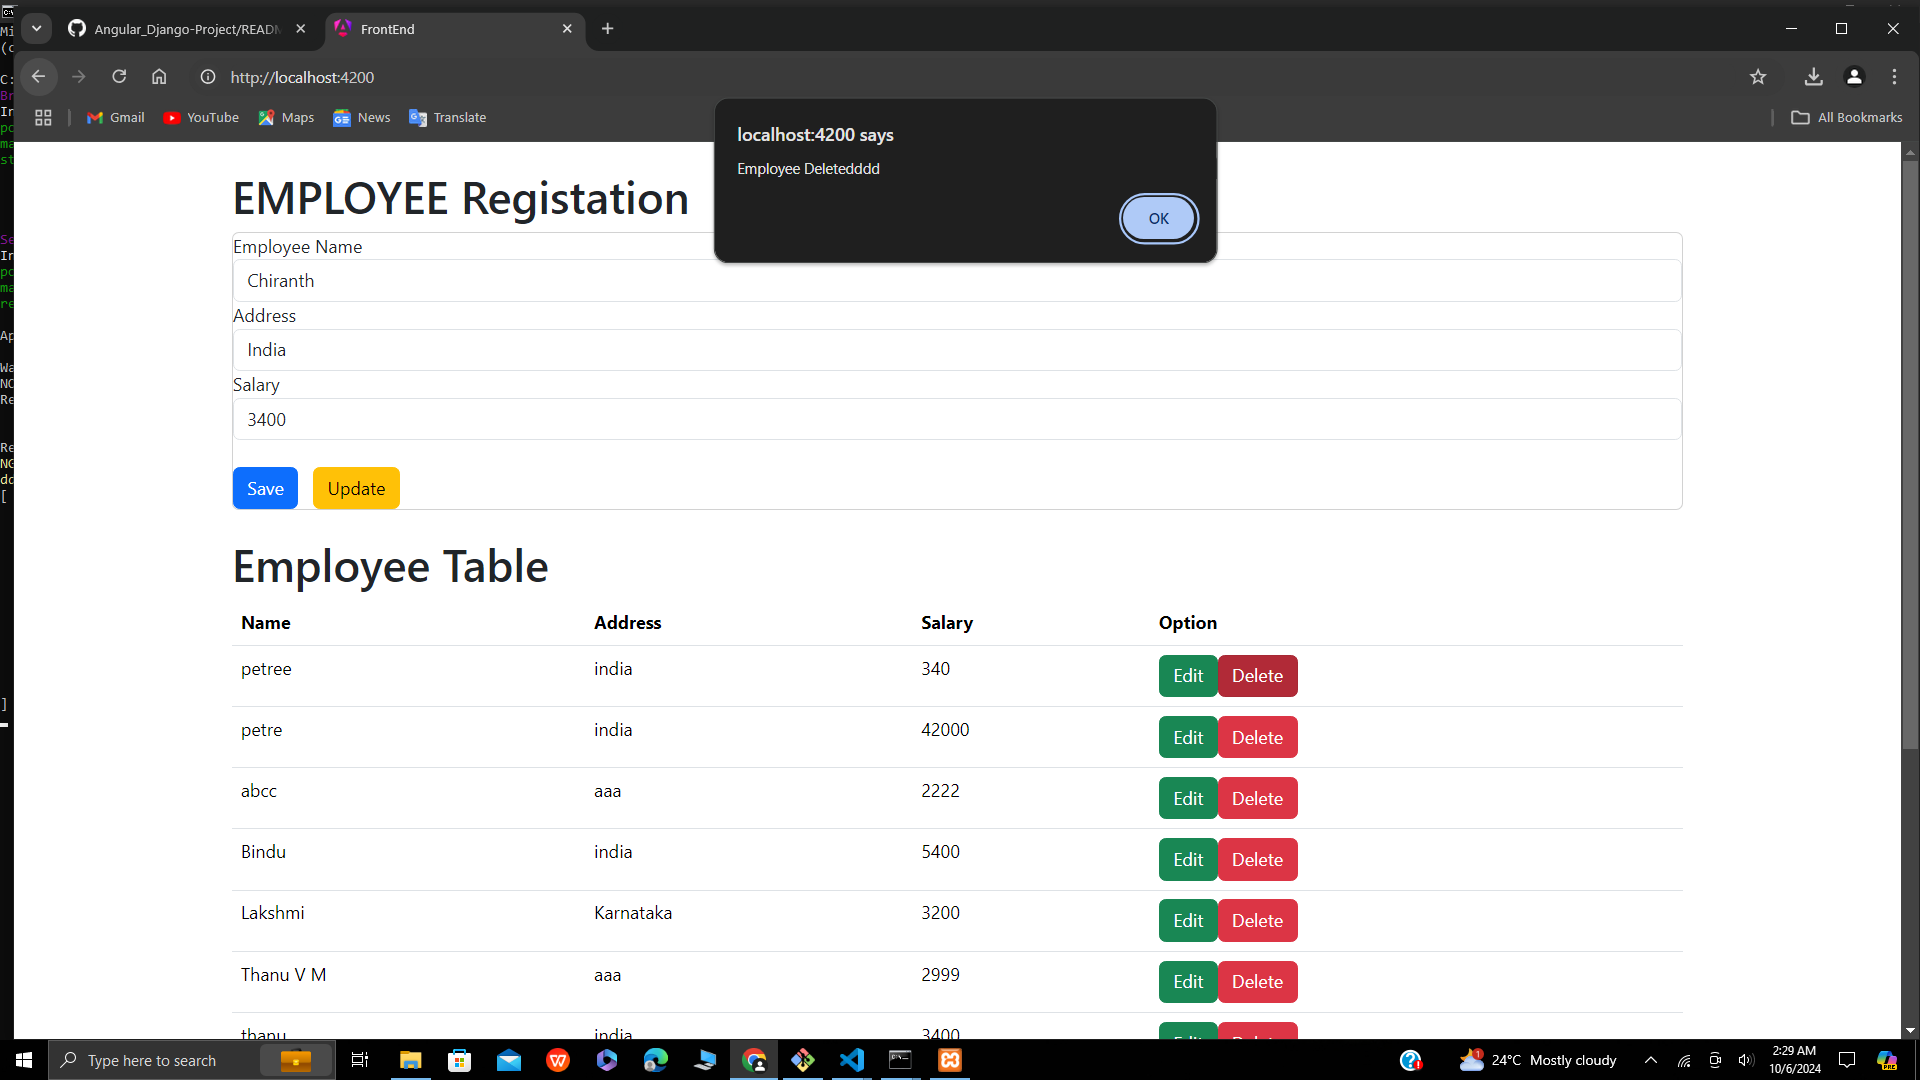 Angular_Django-Project/READM
FrontEnd
http://localhost:4200
Gmail
YouTube
Maps
News
Translate
All Bookmarks
localhost:4200 says
Employee Deletedddd
OK
EMPLOYEE Registation
Employee Name
Chiranth
Address
India
Salary
3400
Save Update
Employee Table
Name Address Salary Option
petree india 340 Edit Delete
petre india 42000 Edit Delete
abcc aaa 2222 Edit Delete
Bindu india 5400 Edit Delete
Lakshmi Karnataka 3200 Edit Delete
Thanu V M aaa 2999 Edit Delete
thanu india 3400 Edit Delete
Type here to search
24°C Mostly cloudy
2:29 AM
10/6/2024